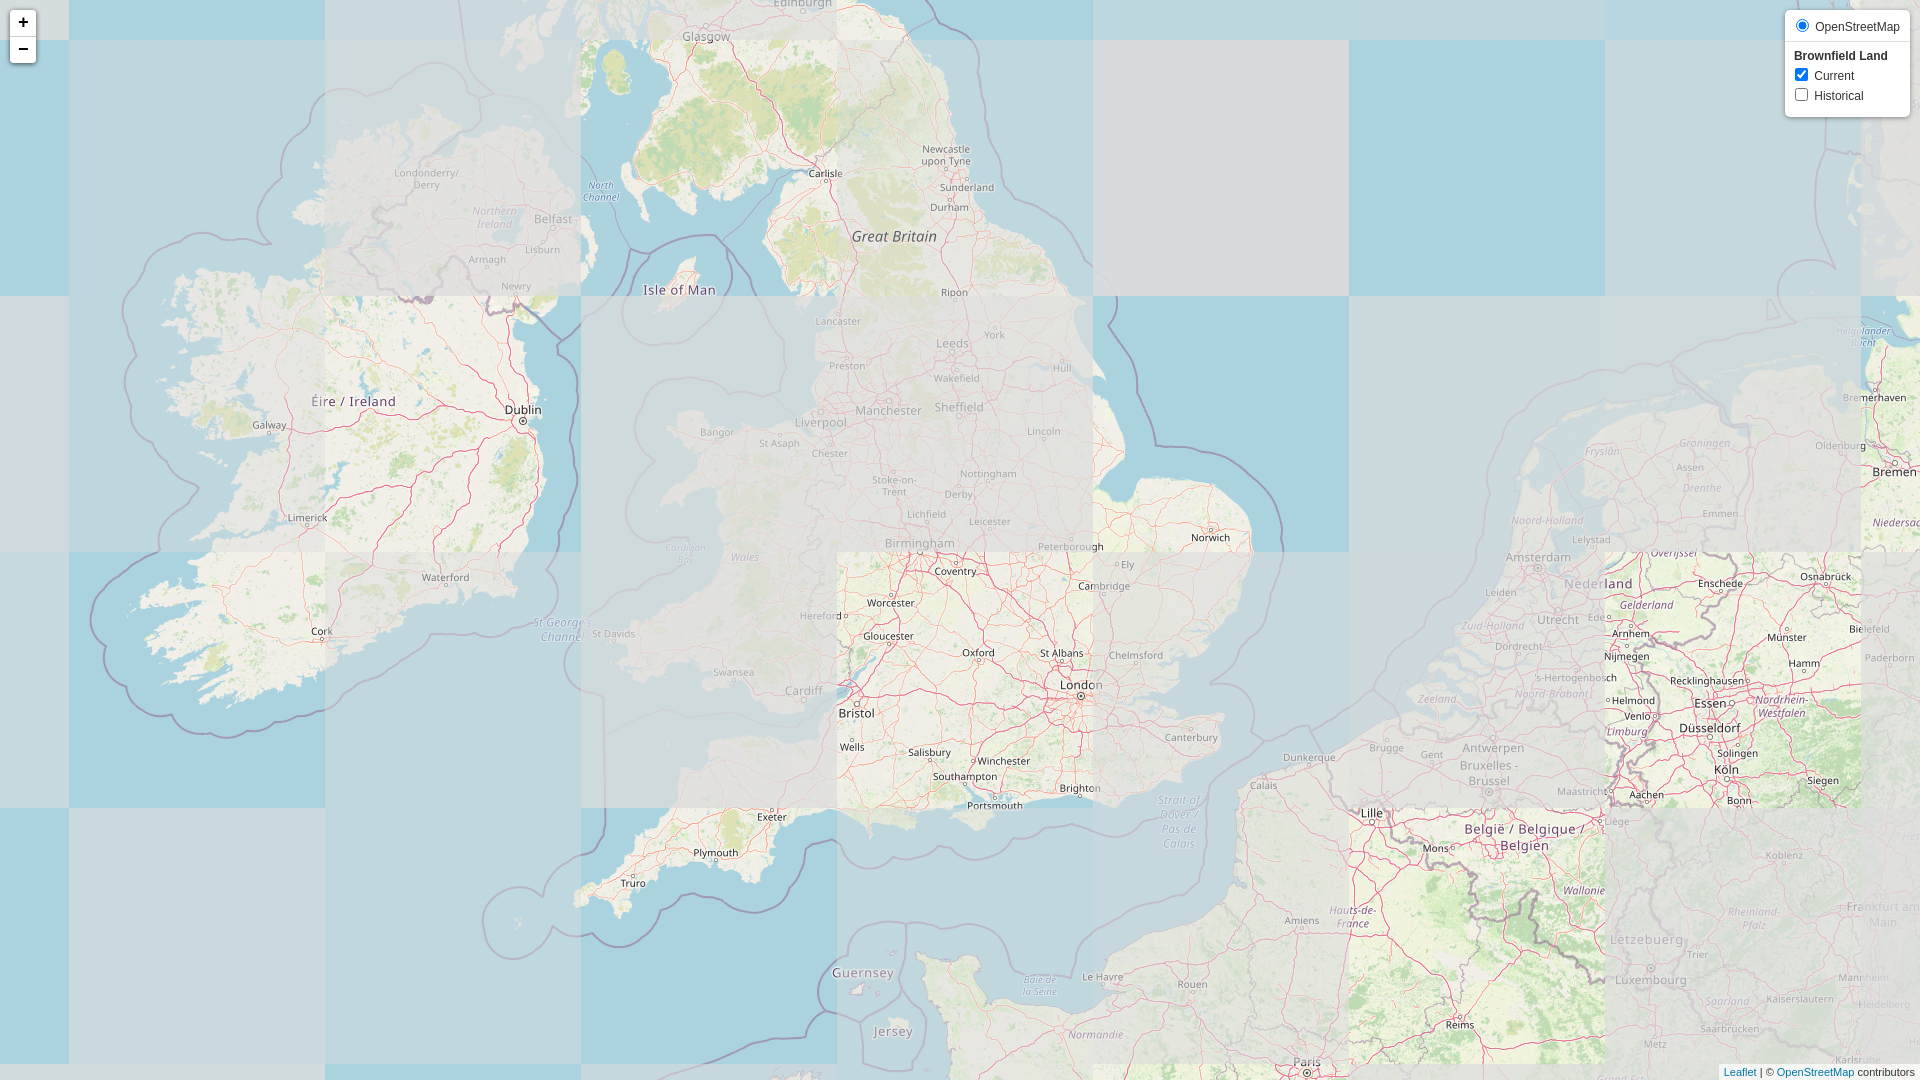 +
−
OpenStreetMap
Brownfield Land
Current
Historical
Edinburgh
Glasgow
Newcastle
upon Tyne
Londonderry/
Derry
Carlisle
North
Channel
Sunderland
Durham
Northern
Ireland
Belfast
Lisburn
Great Britain
Armagh
Newry
Isle of Man
Ripon
Lancaster
York
Leeds
Preston
Hull
Wakefield
Helgoländer
Bucht
Éire / Ireland
Dublin
Galway
Manchester
Sheffield
Liverpool
Bangor
St Asaph
Chester
Lincoln
Bremerhaven
Groningen
Fryslân
Assen
Oldenburg
Nottingham
Stoke-on-
Trent
Derby
Drenthe
Bremen
Limerick
Lichfield
Leicester
Noord-Holland
Emmen
Niedersac
Birmingham
Peterborough
Norwich
Lelystad
Cardigan
Bay
Wales
Amsterdam
Overijssel
Ely
Coventry
Waterford
Cambridge
Nederland
Enschede
Osnabrück
Leiden
Worcester
Gelderland
Hereford
Utrecht
Ede
Cork
St George's
Channel
St Davids
Gloucester
Zuid-Holland
Arnhem
Bielefeld
Münster
Oxford
St Albans
Chelmsford
Dordrecht
Nijmegen
Paderborn
Hamm
Swansea
Cardiff
London
's-Hertogenbosch
Recklinghausen
Zeeland
Noord-Brabant
Helmond
Essen
Nordrhein-
Westfalen
Bristol
Venlo
Limburg
Düsseldorf
Canterbury
Wells
Salisbury
Winchester
Dunkerque
Brugge
Gent
Antwerpen
Solingen
Bruxelles -
Brussel
Köln
Southampton
Calais
Siegen
Brighton
Maastricht
Aachen
Bonn
Portsmouth
Strait of
Dover /
Pas de
Calais
Exeter
Lille
Liège
België / Belgique /
Belgien
Plymouth
Mons
Koblenz
Truro
Wallonie
Hauts-de-
France
Amiens
Rheinland-
Pfalz
Frankfurt am
Main
Lëtzebuerg
Trier
Guernsey
Le Havre
Baie de
la Seine
Rouen
Luxembourg
Mannheim
Saarland
Kaiserslautern
Heidelberg
Jersey
Normandie
Reims
Saarbrücken
Metz
Paris
Karlsruhe
Grand Est
Leaflet | © OpenStreetMap contributors